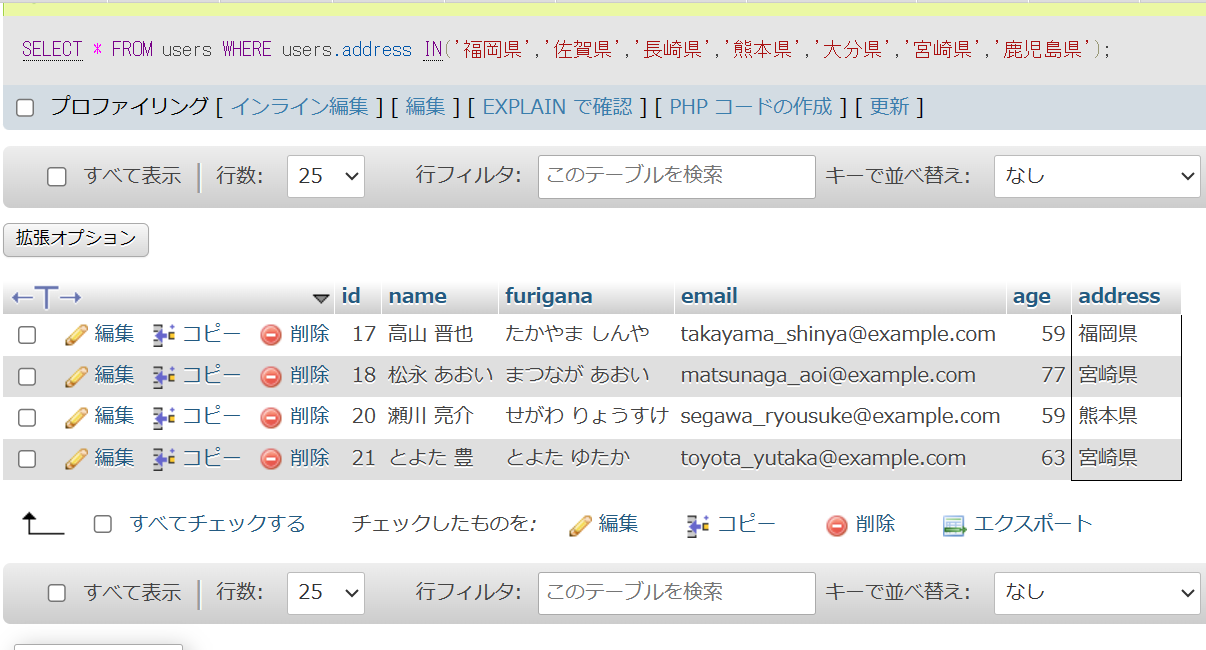 SELECT * FROM users WHERE users.address IN('福岡県','佐賀県','長崎県','熊本県','大分県','宮崎県','鹿児島県');
プロファイリング [ インライン編集 ] [ 編集 ] [ EXPLAIN で確認 ] [ PHP コードの作成 ] [ 更新 ]
すべて表示 行数: 25 行フィルタ: このテーブルを検索 キーで並べ替え: なし
拡張オプション
←T→ id name furigana email age address
編集 コピー 削除 17 高山 晋也 たかやま しんや takayama_shinya@example.com 59 福岡県
編集 コピー 削除 18 松永 あおい まつなが あおい matsunaga_aoi@example.com 77 宮崎県
編集 コピー 削除 20 瀬川 亮介 せがわ りょうすけ segawa_ryousuke@example.com 59 熊本県
編集 コピー 削除 21 とよた 豊 とよた ゆたか toyota_yutaka@example.com 63 宮崎県
すべてチェックする チェックしたものを: 編集 コピー 削除 エクスポート
すべて表示 行数: 25 行フィルタ: このテーブルを検索 キーで並べ替え: なし